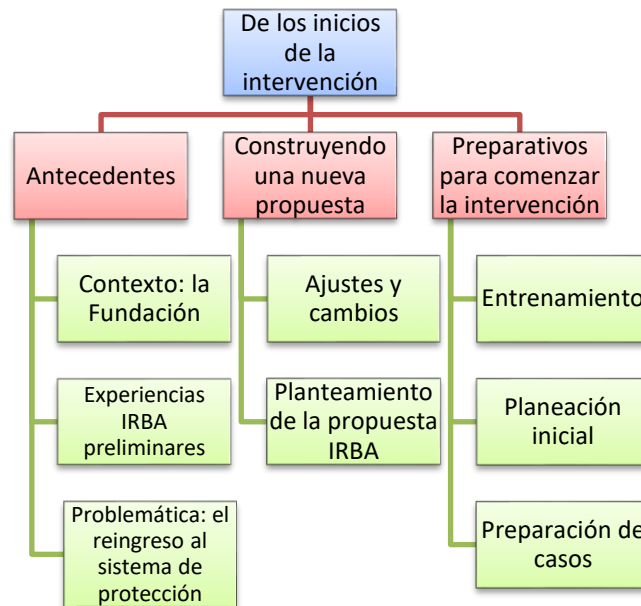 De los inicios
de la
intervención
Antecedentes
Construyendo
una nueva
propuesta
Preparativos
para comenzar
la intervención
Contexto: la
Fundación
Experiencias
IRBA
preliminares
Problemática: el
reingreso al
sistema de
protección
Ajustes y
cambios
Planteamiento
de la propuesta
IRBA
Entrenamiento
Planeación
inicial
Preparación de
casos